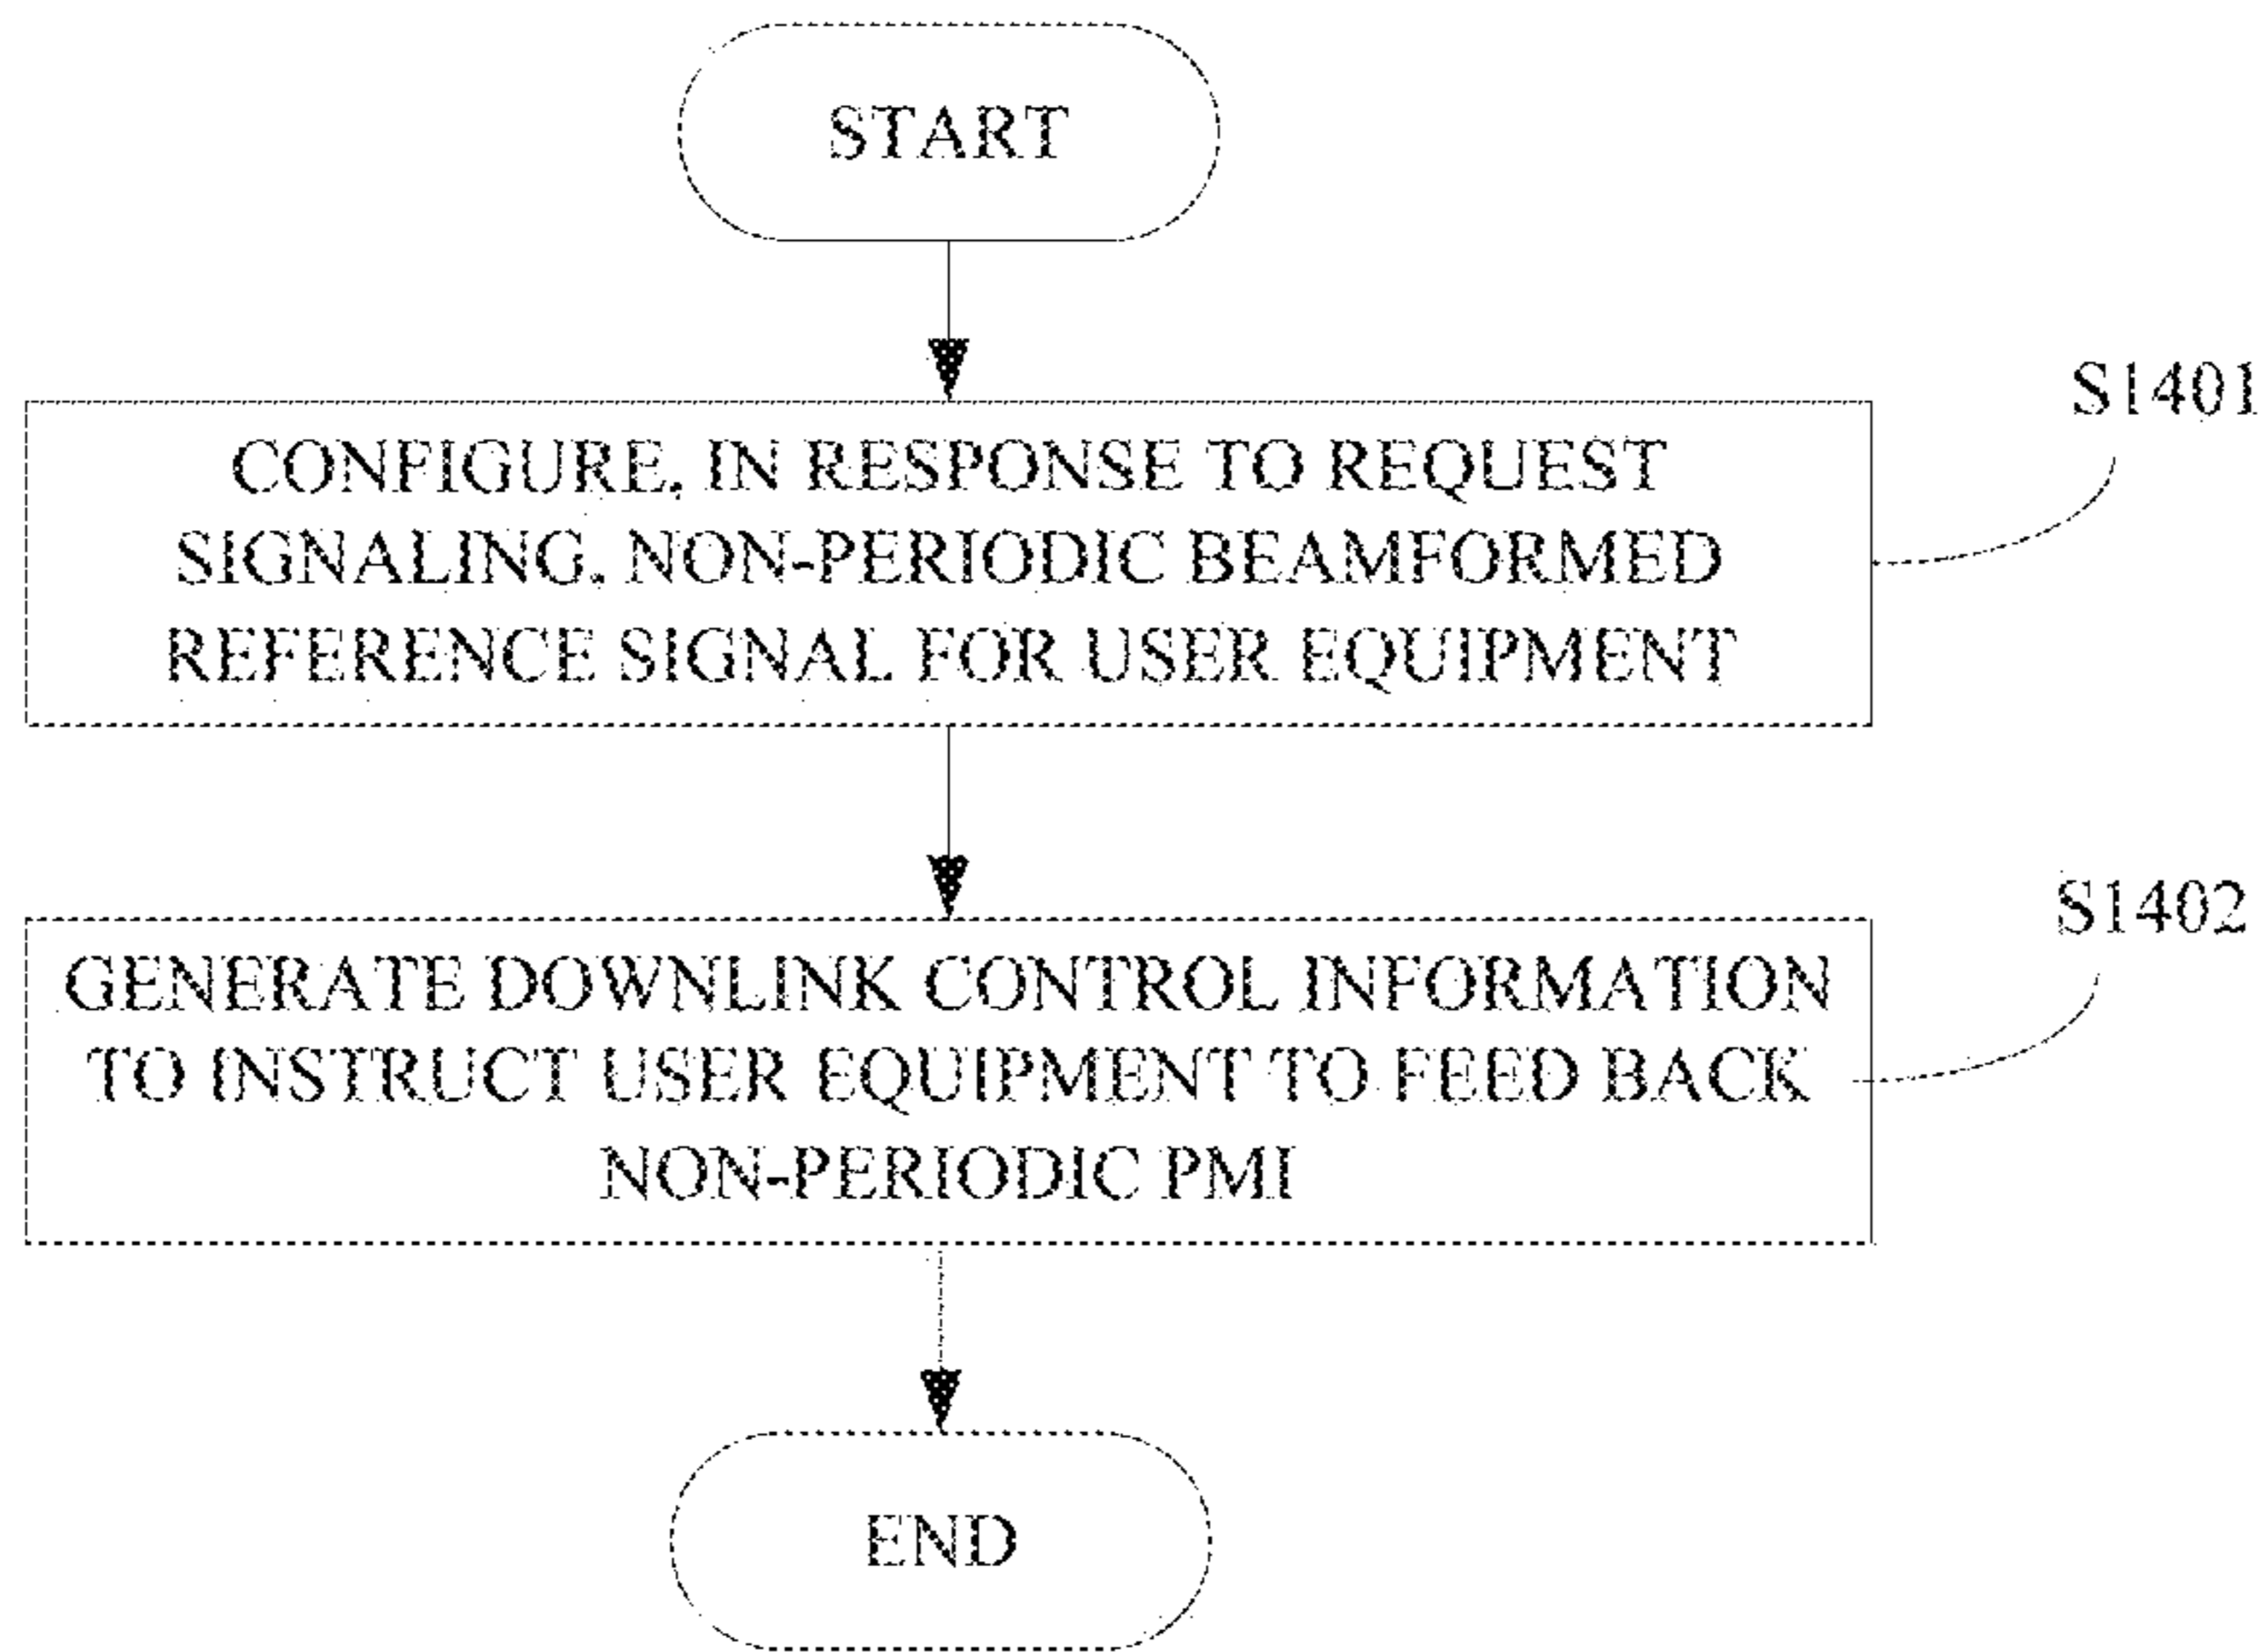 START
S1401
CONFIGURE, IN RESPONSE TO REQUEST
SIGNALING, NON-PERIODIC BEAMFORMED
REFERENCE SIGNAL FOR USER EQUIPMENT
S1402
GENERATE DOWNLINK CONTROL INFORMATION
TO INSTRUCT USER EQUIPMENT TO FEED BACK
NON-PERIODIC PMI
END